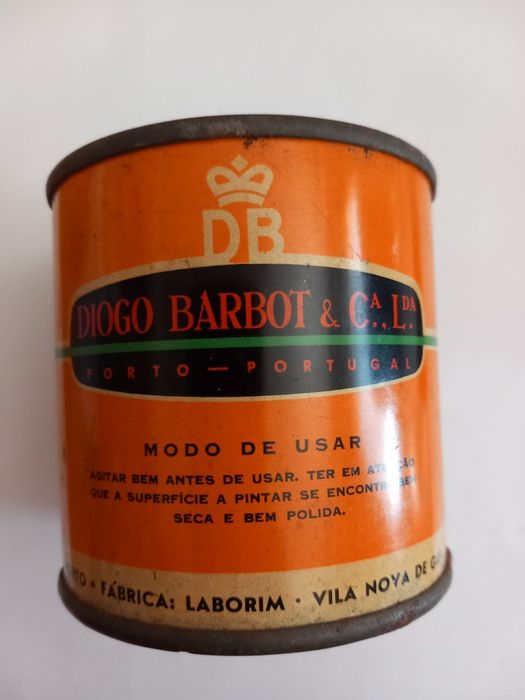 DB
DIOGO BARBOT & CA., LDA.
PORTO — PORTUGAL
MODO DE USAR
AGITAR BEM ANTES DE USAR. TER EM
QUE A SUPERFÍCIE A PINTAR SE BEM
SECA E BEM POLIDA.
• FÁBRICA: LABORIM • VILA NOVA DE